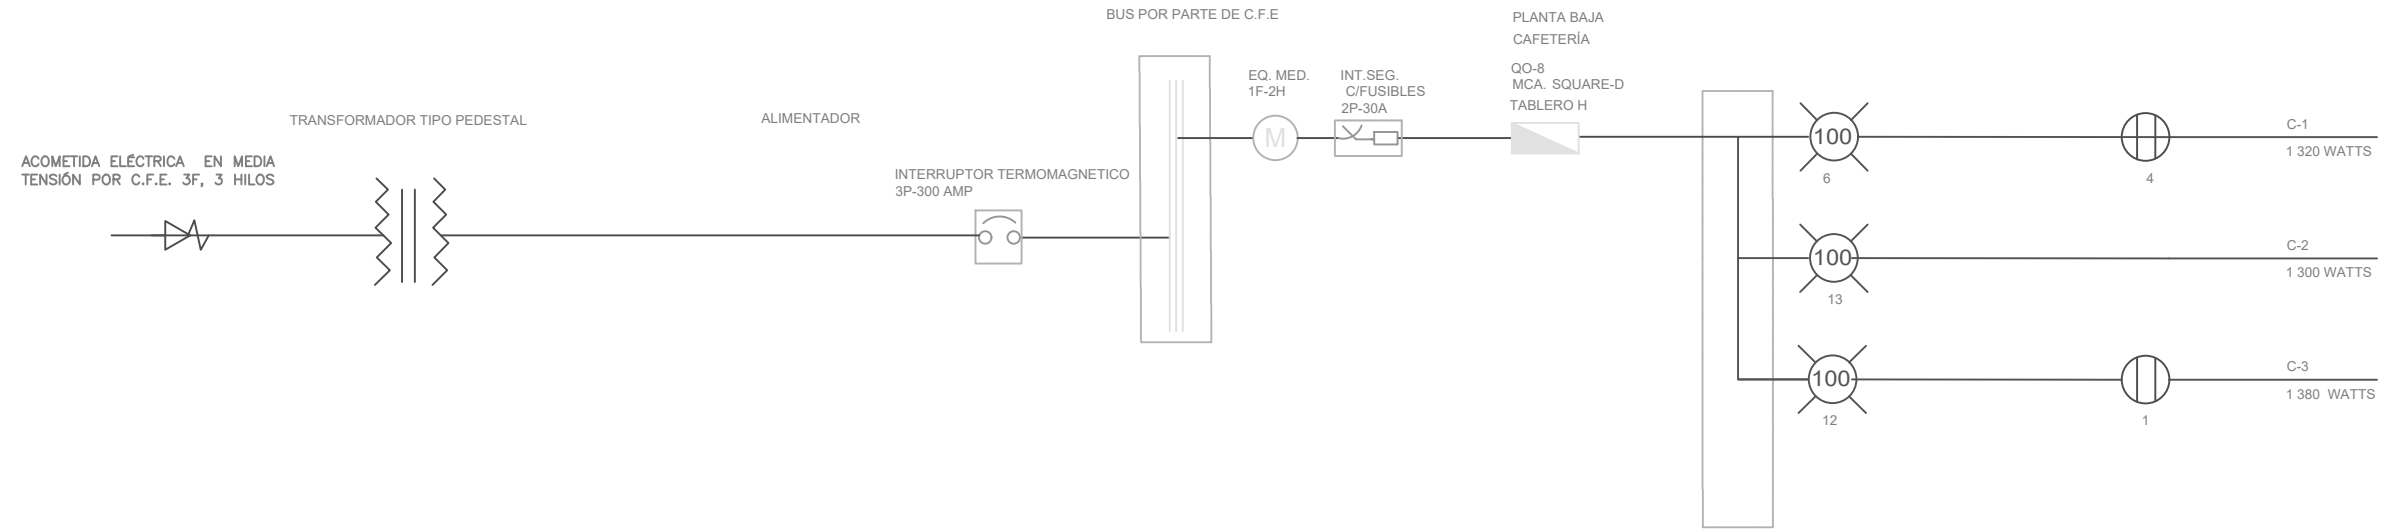 BUS POR PARTE DE C.F.E
PLANTA BAJA
CAFETERÍA
QO-8
MCA. SQUARE-D
TABLERO H
EQ. MED.
1F-2H
INT.SEG.
C/FUSIBLES
2P-30A
TRANSFORMADOR TIPO PEDESTAL
ALIMENTADOR
ACOMETIDA ELÉCTRICA EN MEDIA
TENSIÓN POR C.F.E. 3F, 3 HILOS
INTERRUPTOR TERMOMAGNETICO
3P-300 AMP
M
100
6
4
C-1
1 320 WATTS
100
13
C-2
1 300 WATTS
100
12
1
C-3
1 380 WATTS